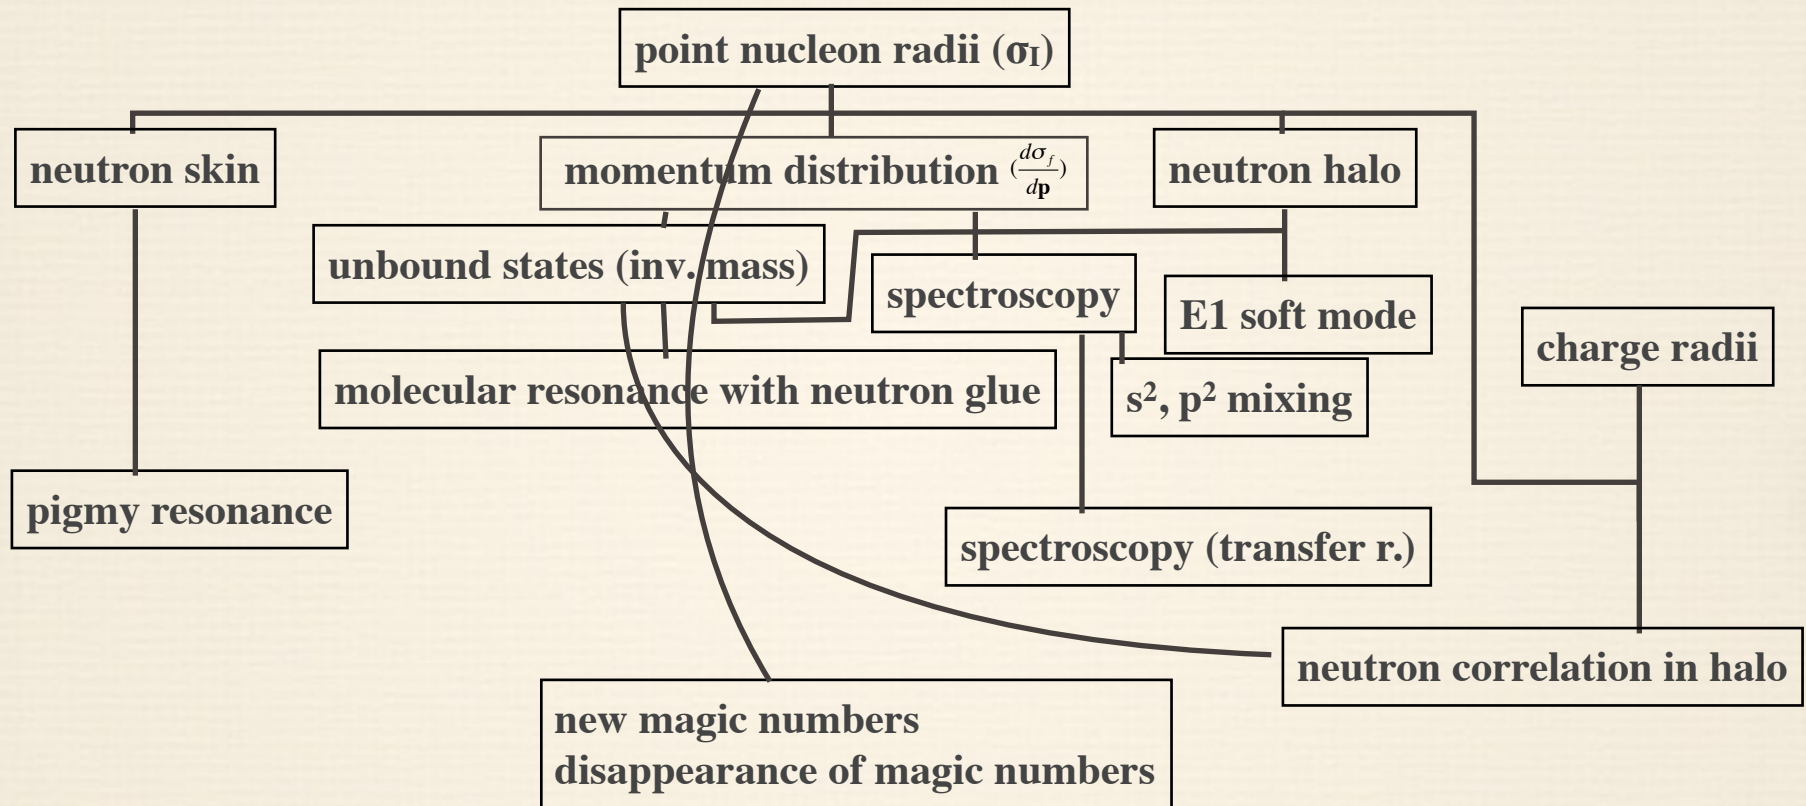 point nucleon radii (σI)
neutron skin
momentum distribution (dσf/dp)
neutron halo
unbound states (inv. mass)
spectroscopy
E1 soft mode
charge radii
molecular resonance with neutron glue
s², p² mixing
pigmy resonance
spectroscopy (transfer r.)
neutron correlation in halo
new magic numbers
disappearance of magic numbers